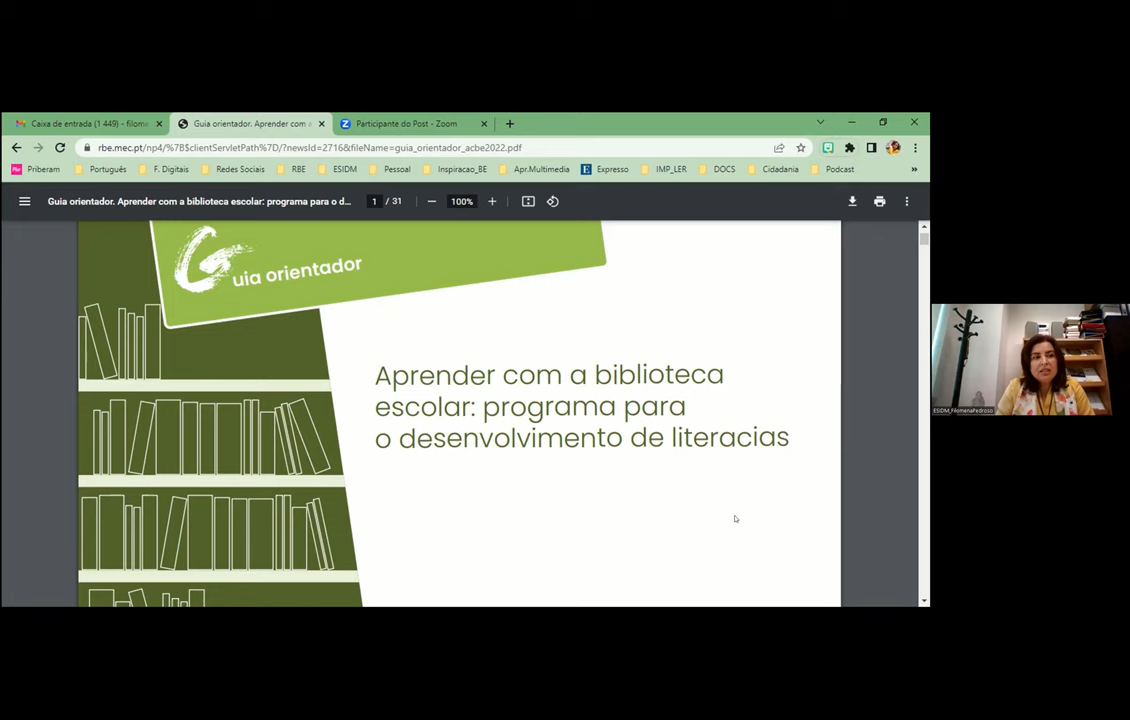 Caixa de entrada (1 449) - filom
Guia orientador. Aprender com a
Participante do Post - Zoom
rbe.mec.pt/np4/%7B$clientServletPath%7D/?newsId=2716&fileName=guia_orientador_acbe2022.pdf
Priberam Português F. Digitais Redes Sociais RBE ESIDM Pessoal Inspiracao_BE Apr.Multimedia Expresso IMP_LER DOCS Cidadania Podcast
Guia orientador. Aprender com a biblioteca escolar: programa para o d... 1 / 31 100%
Guia orientador
Aprender com a biblioteca
escolar: programa para
o desenvolvimento de literacias
ESIDM_FilomenaPedroso